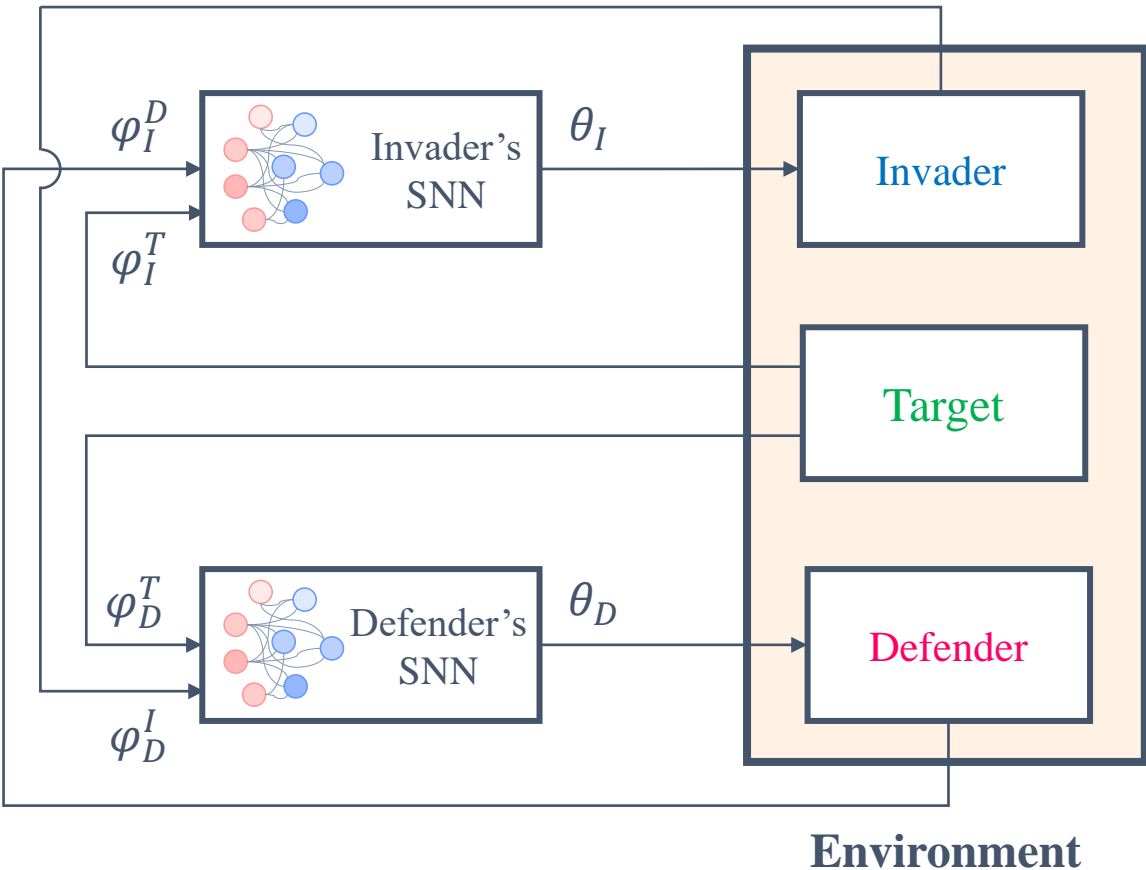 φ_I^D
Invader's
SNN
θ_I
Invader
φ_I^T
Target
φ_D^T
Defender's
SNN
θ_D
Defender
φ_D^I
Environment